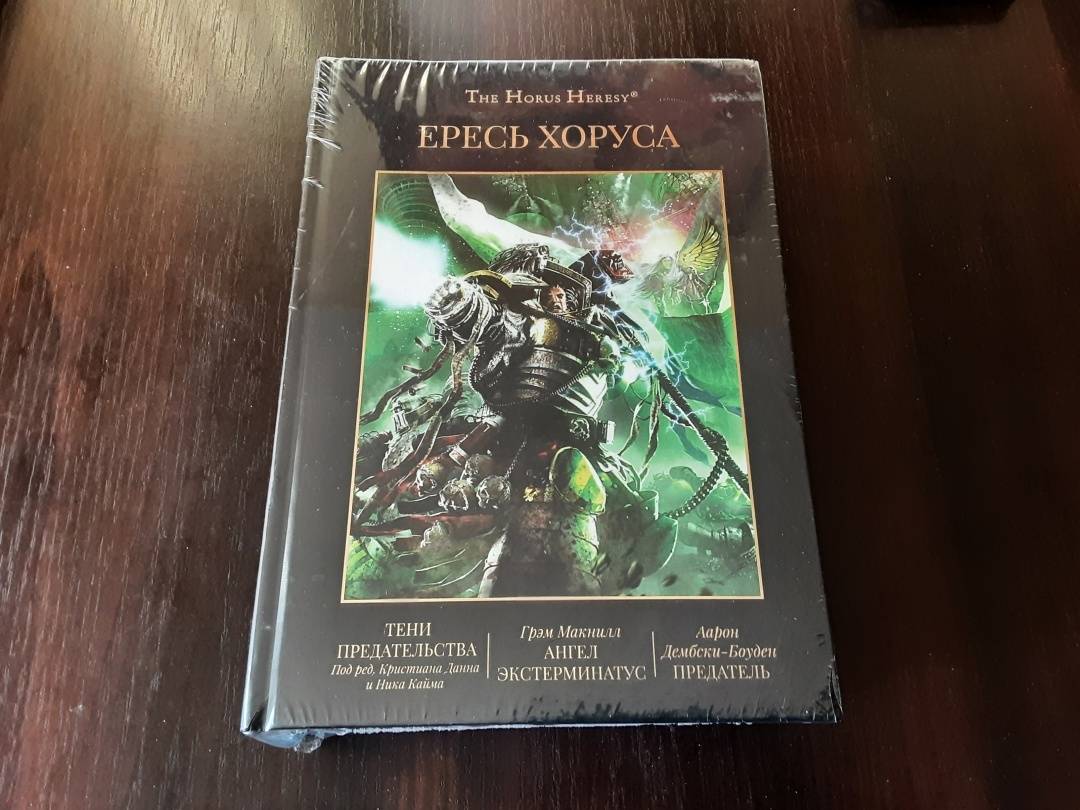 The Horus Heresy®
ЕРЕСЬ ХОРУСА
ТЕНИ
ПРЕДАТЕЛЬСТВА
Под ред. Кристиана Данна
и Ника Кайма
Грэм Макнилл
АНГЕЛ
ЭКСТЕРМИНАТУС
Аарон
Дембски-Боуден
ПРЕДАТЕЛЬ